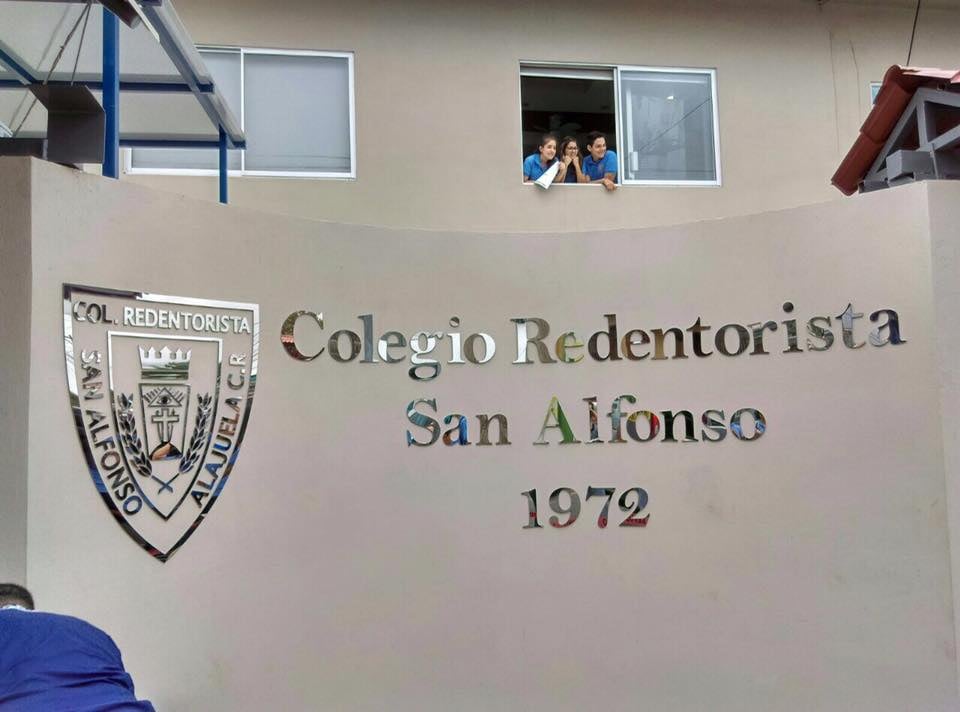 COL. REDENTORISTA
SAN ALFONSO
ALAJUELA C.R
Colegio Redentorista
San Alfonso
1972